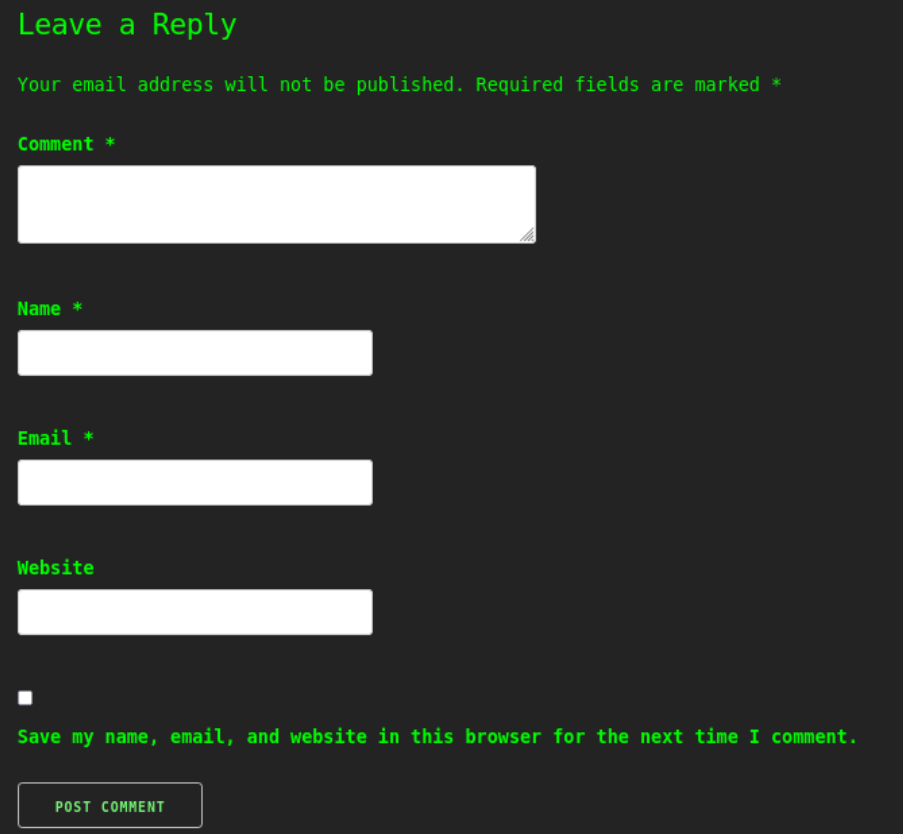 Leave a Reply
Your email address will not be published. Required fields are marked *
Comment *
Name *
Email *
Website
Save my name, email, and website in this browser for the next time I comment.
POST COMMENT